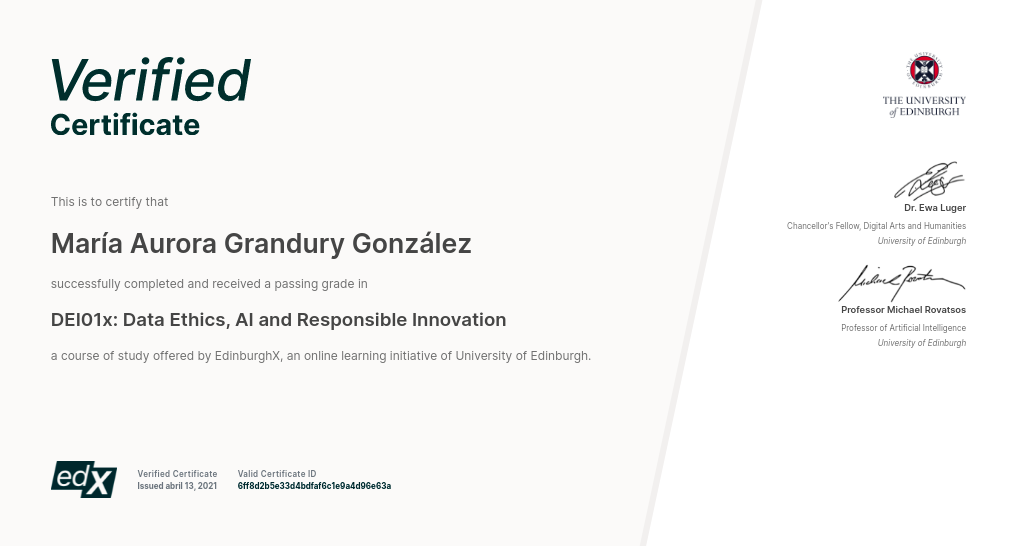 Verified
Certificate
This is to certify that
María Aurora Grandury González
successfully completed and received a passing grade in
DEI01x: Data Ethics, AI and Responsible Innovation
a course of study offered by EdinburghX, an online learning initiative of University of Edinburgh.
THE UNIVERSITY
of EDINBURGH
Dr. Ewa Luger
Chancellor's Fellow, Digital Arts and Humanities
University of Edinburgh
Professor Michael Rovatsos
Professor of Artificial Intelligence
University of Edinburgh
edX
Verified Certificate
Issued abril 13, 2021
Valid Certificate ID
6ff8d2b5e33d4bdfaf6c1e9a4d96e63a